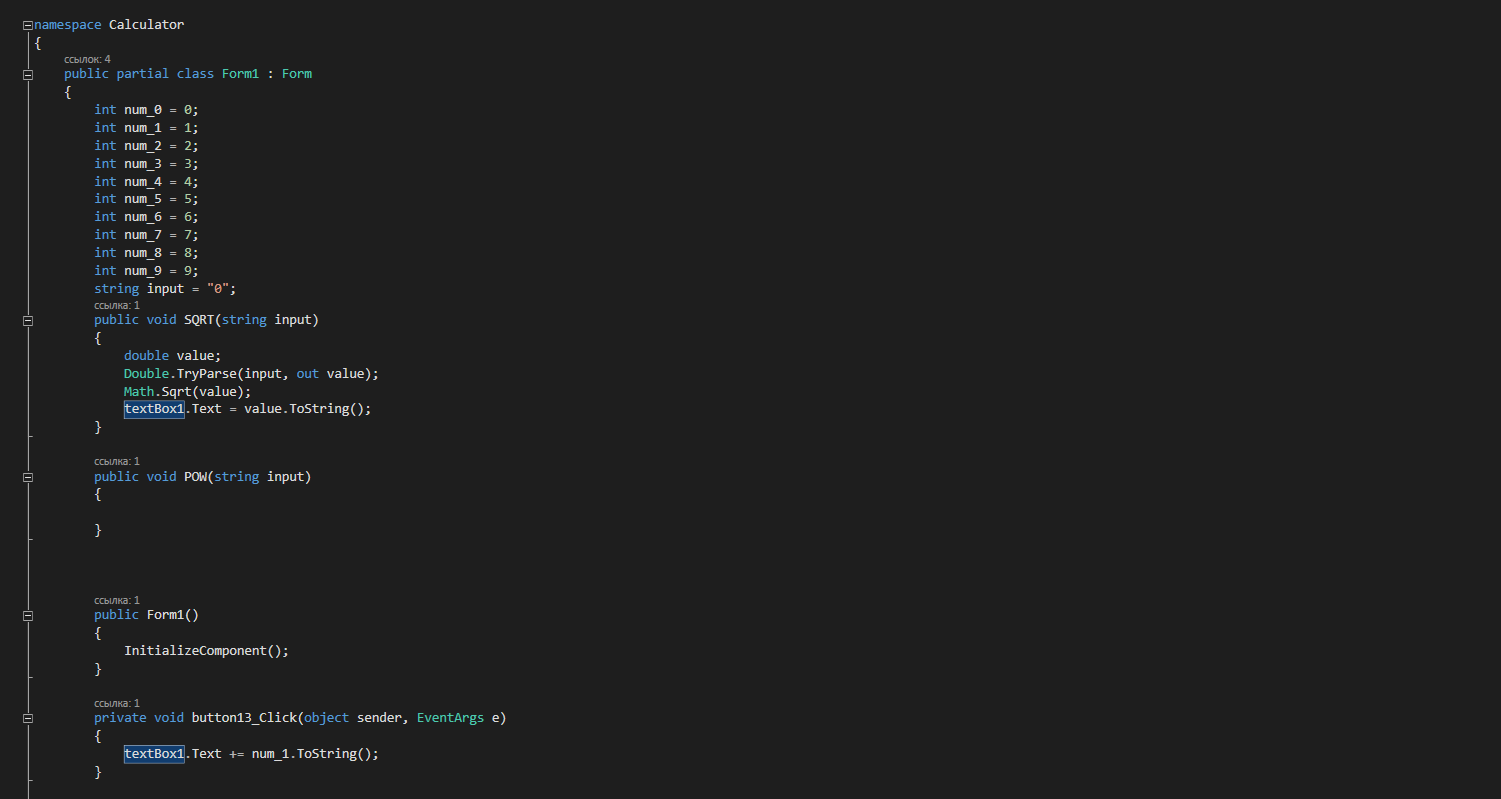 namespace Calculator
{
ссылок: 4
public partial class Form1 : Form
{
int num_0 = 0;
int num_1 = 1;
int num_2 = 2;
int num_3 = 3;
int num_4 = 4;
int num_5 = 5;
int num_6 = 6;
int num_7 = 7;
int num_8 = 8;
int num_9 = 9;
string input = "0";
ссылка: 1
public void SQRT(string input)
{
double value;
Double.TryParse(input, out value);
Math.Sqrt(value);
textBox1.Text = value.ToString();
}
ссылка: 1
public void POW(string input)
{
}
ссылка: 1
public Form1()
{
InitializeComponent();
}
ссылка: 1
private void button13_Click(object sender, EventArgs e)
{
textBox1.Text += num_1.ToString();
}